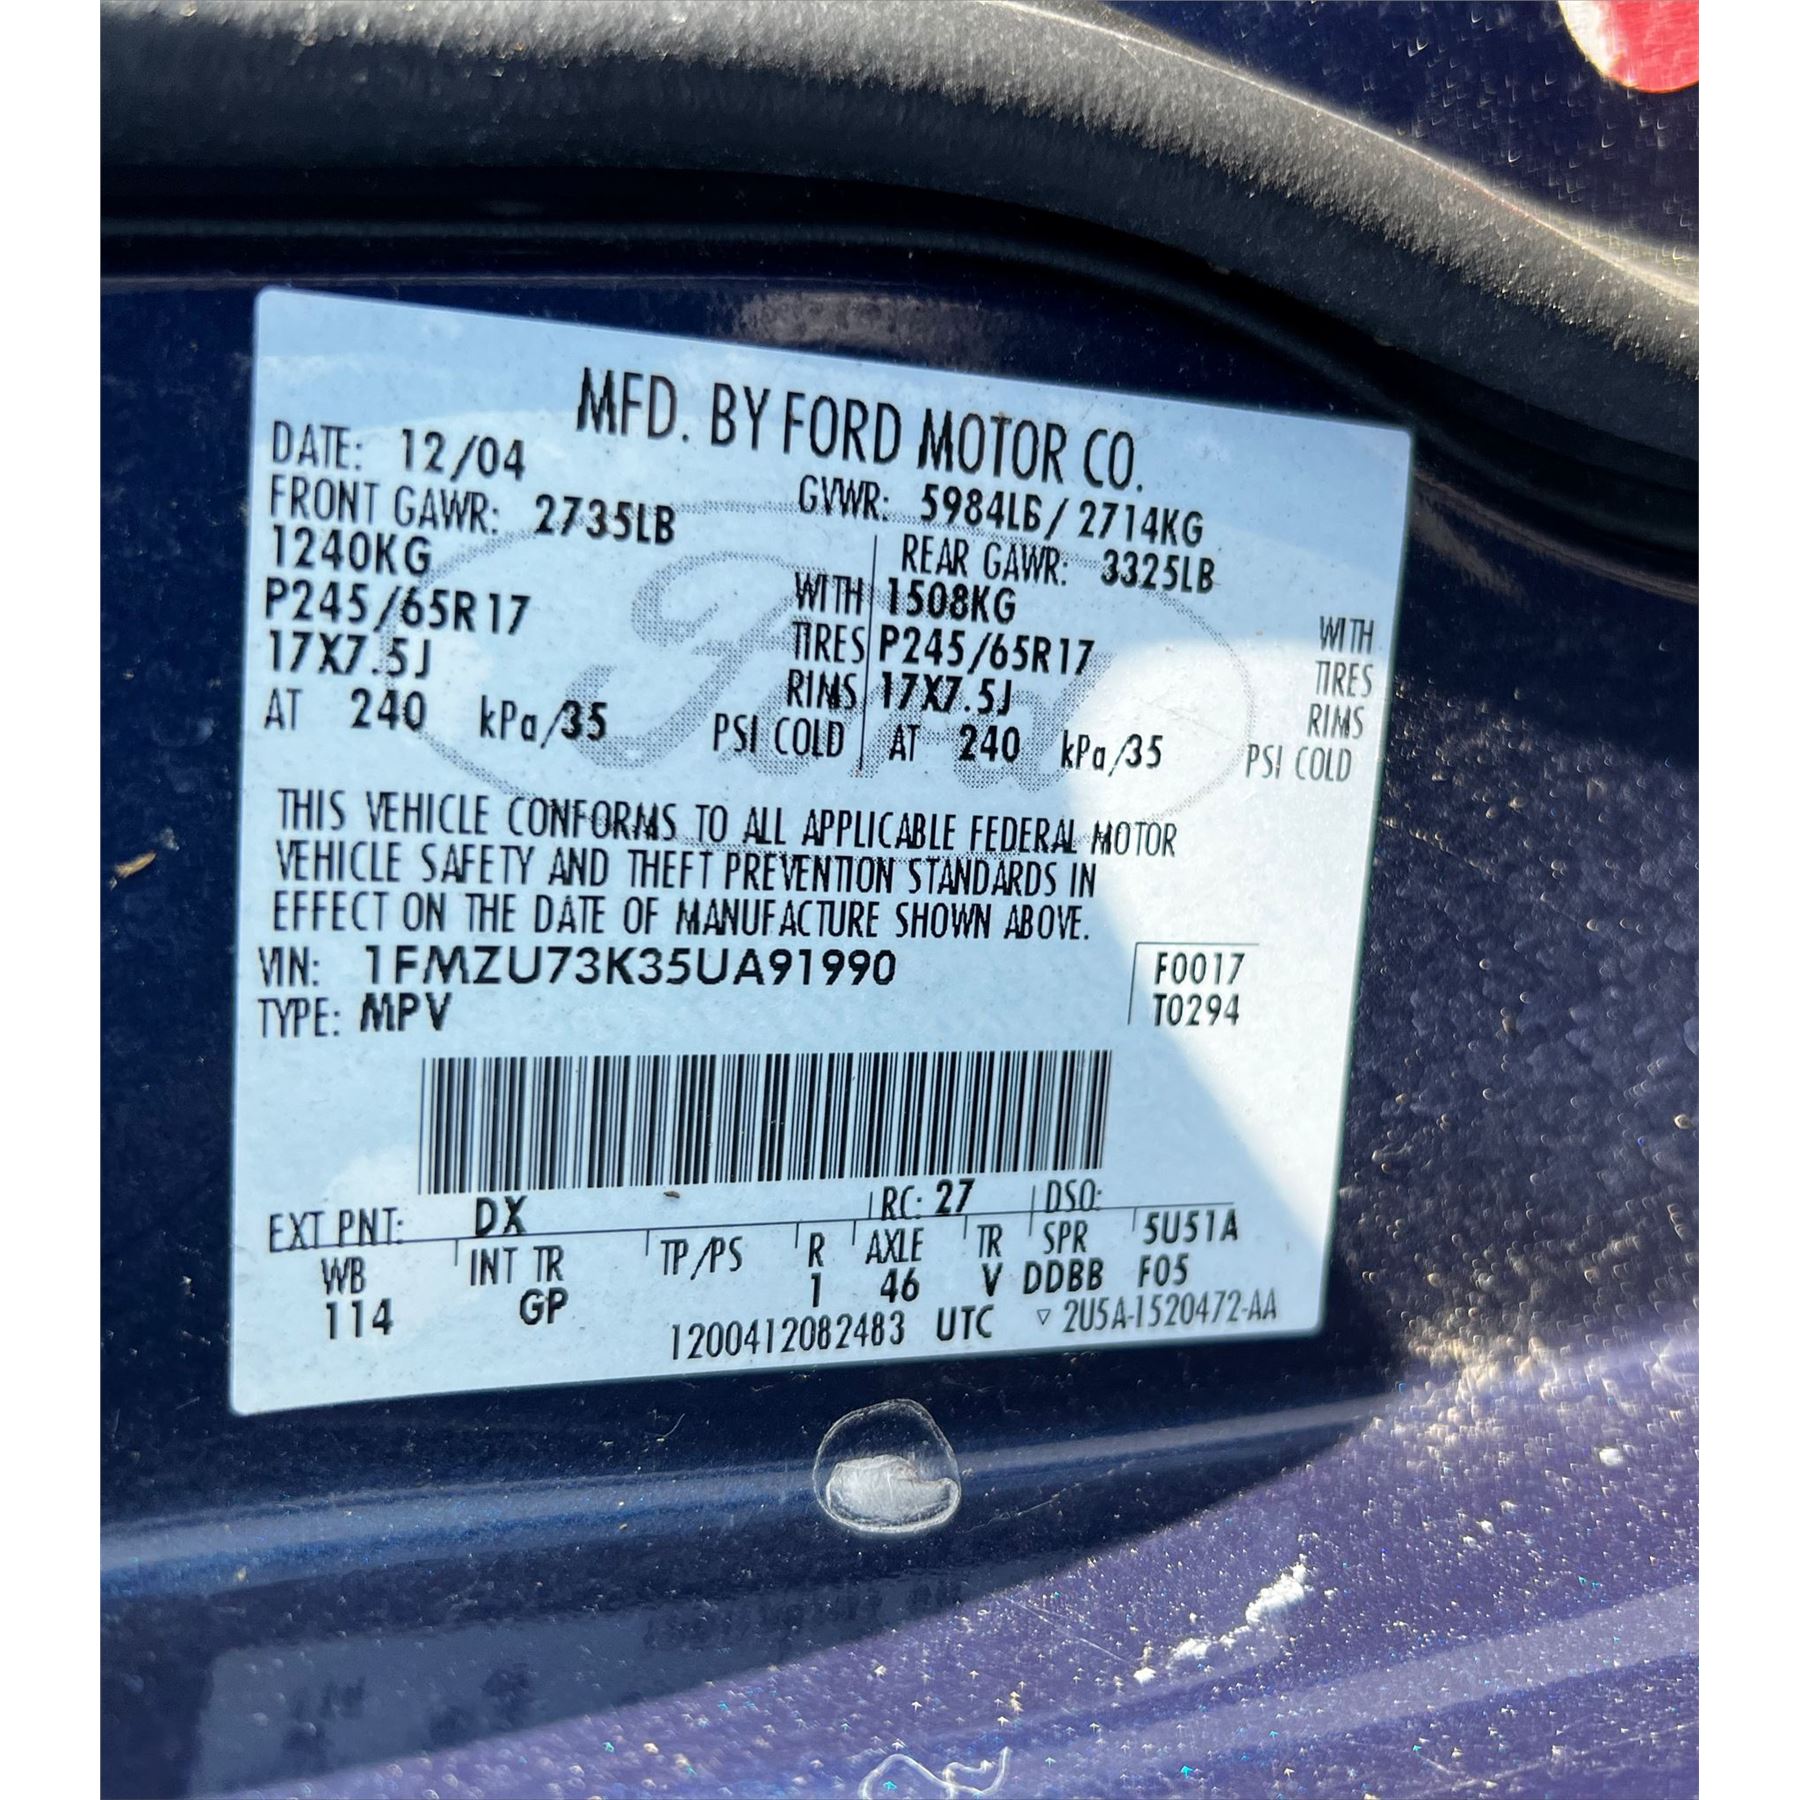 MFD. BY FORD MOTOR CO.
DATE: 12/04
GVWR: 5984LB/2714KG
FRONT GAWR: 2735LB
REAR GAWR: 3325LB
1240KG
WITH
1508KG
WITH
P245/65R17
TIRES
P245/65R17
TIRES
17X7.5J
RIMS
17X7.5J
RIMS
AT 240 kPa/35 PSI COLD
AT 240 kPa/35 PSI COLD
Ford
THIS VEHICLE CONFORMS TO ALL APPLICABLE FEDERAL MOTOR
VEHICLE SAFETY AND THEFT PREVENTION STANDARDS IN
EFFECT ON THE DATE OF MANUFACTURE SHOWN ABOVE.
VIN: 1FMZU73K35UA91990
F0017
TYPE: MPV
T0294
EXT PNT: DX RC: 27 DSO:
WB INT TR TP/PS R AXLE TR SPR 5U51A
114 GP 1 46 V DDBB F05
1200412082483 UTC ▽ 2U5A-1520472-AA